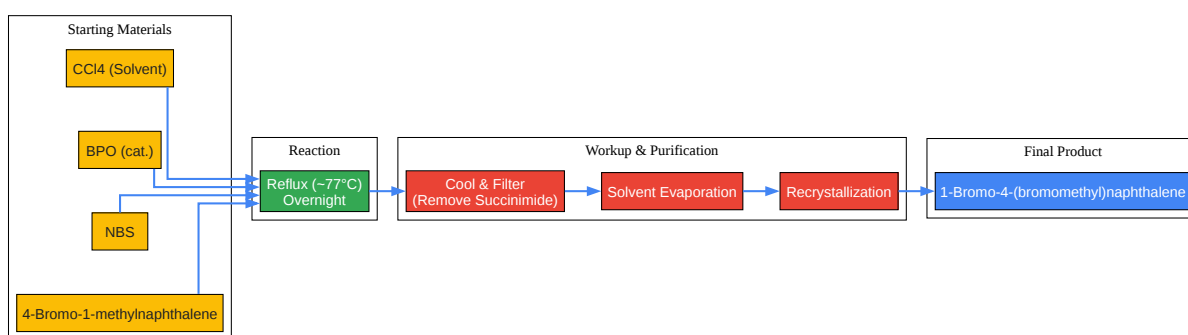 Starting Materials
CCl4 (Solvent)
BPO (cat.)
NBS
4-Bromo-1-methylnaphthalene
Reaction
Reflux (~77°C)
Overnight
Workup & Purification
Cool & Filter
(Remove Succinimide)
Solvent Evaporation
Recrystallization
Final Product
1-Bromo-4-(bromomethyl)naphthalene